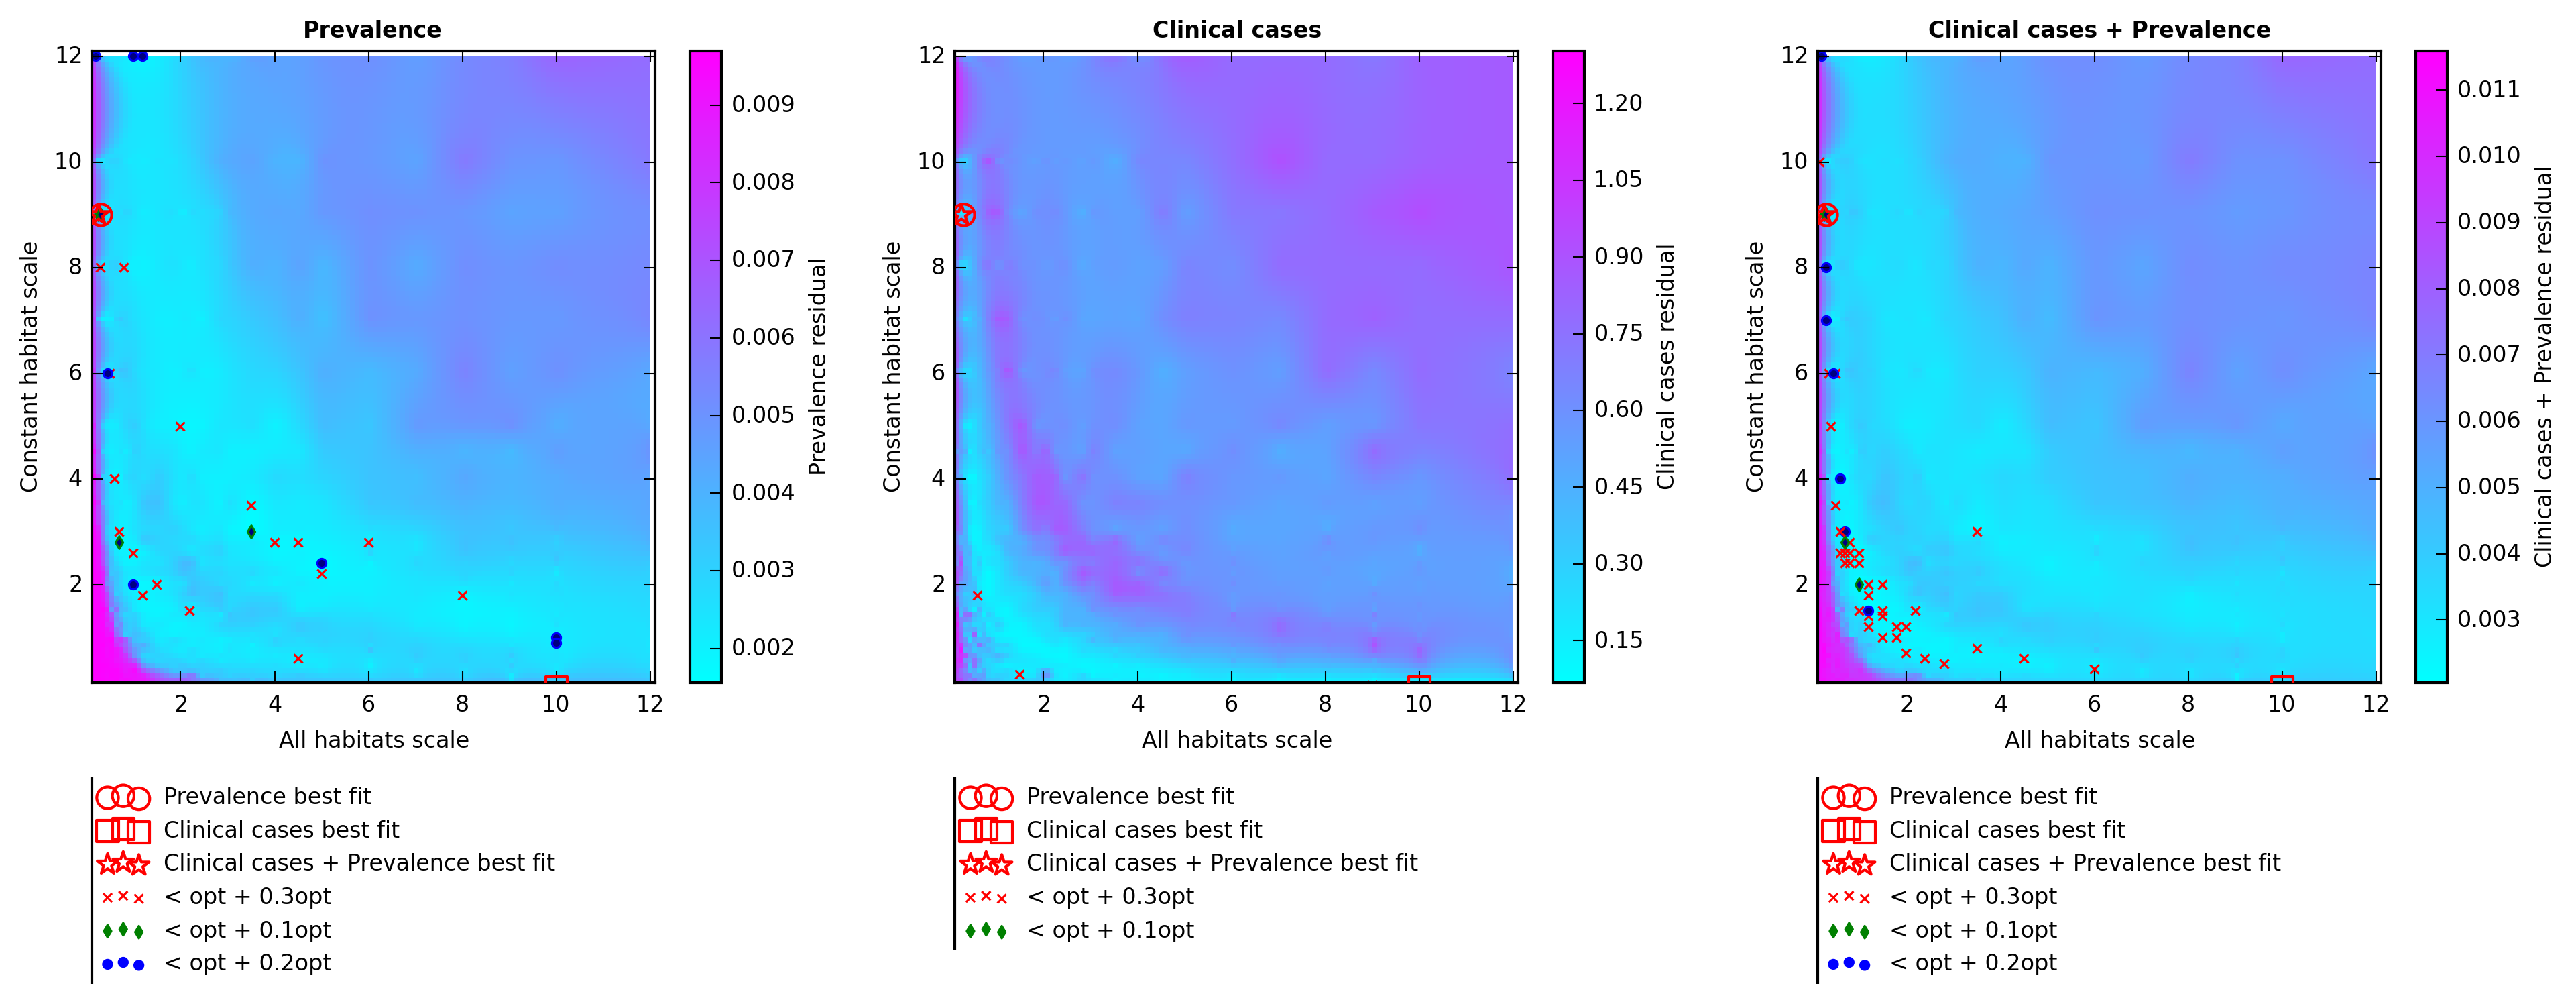 Prevalence
12
10
8
6
4
2
Constant habitat scale
2 4 6 8 10 12
All habitats scale
0.009
0.008
0.007
0.006
0.005
0.004
0.003
0.002
Prevalence residual
Prevalence best fit
Clinical cases best fit
Clinical cases + Prevalence best fit
< opt + 0.3opt
< opt + 0.1opt
< opt + 0.2opt
Clinical cases
12
10
8
6
4
2
Constant habitat scale
2 4 6 8 10 12
All habitats scale
1.20
1.05
0.90
0.75
0.60
0.45
0.30
0.15
Clinical cases residual
Prevalence best fit
Clinical cases best fit
Clinical cases + Prevalence best fit
< opt + 0.3opt
< opt + 0.1opt
Clinical cases + Prevalence
12
10
8
6
4
2
Constant habitat scale
2 4 6 8 10 12
All habitats scale
0.011
0.010
0.009
0.008
0.007
0.006
0.005
0.004
0.003
Clinical cases + Prevalence residual
Prevalence best fit
Clinical cases best fit
Clinical cases + Prevalence best fit
< opt + 0.3opt
< opt + 0.1opt
< opt + 0.2opt